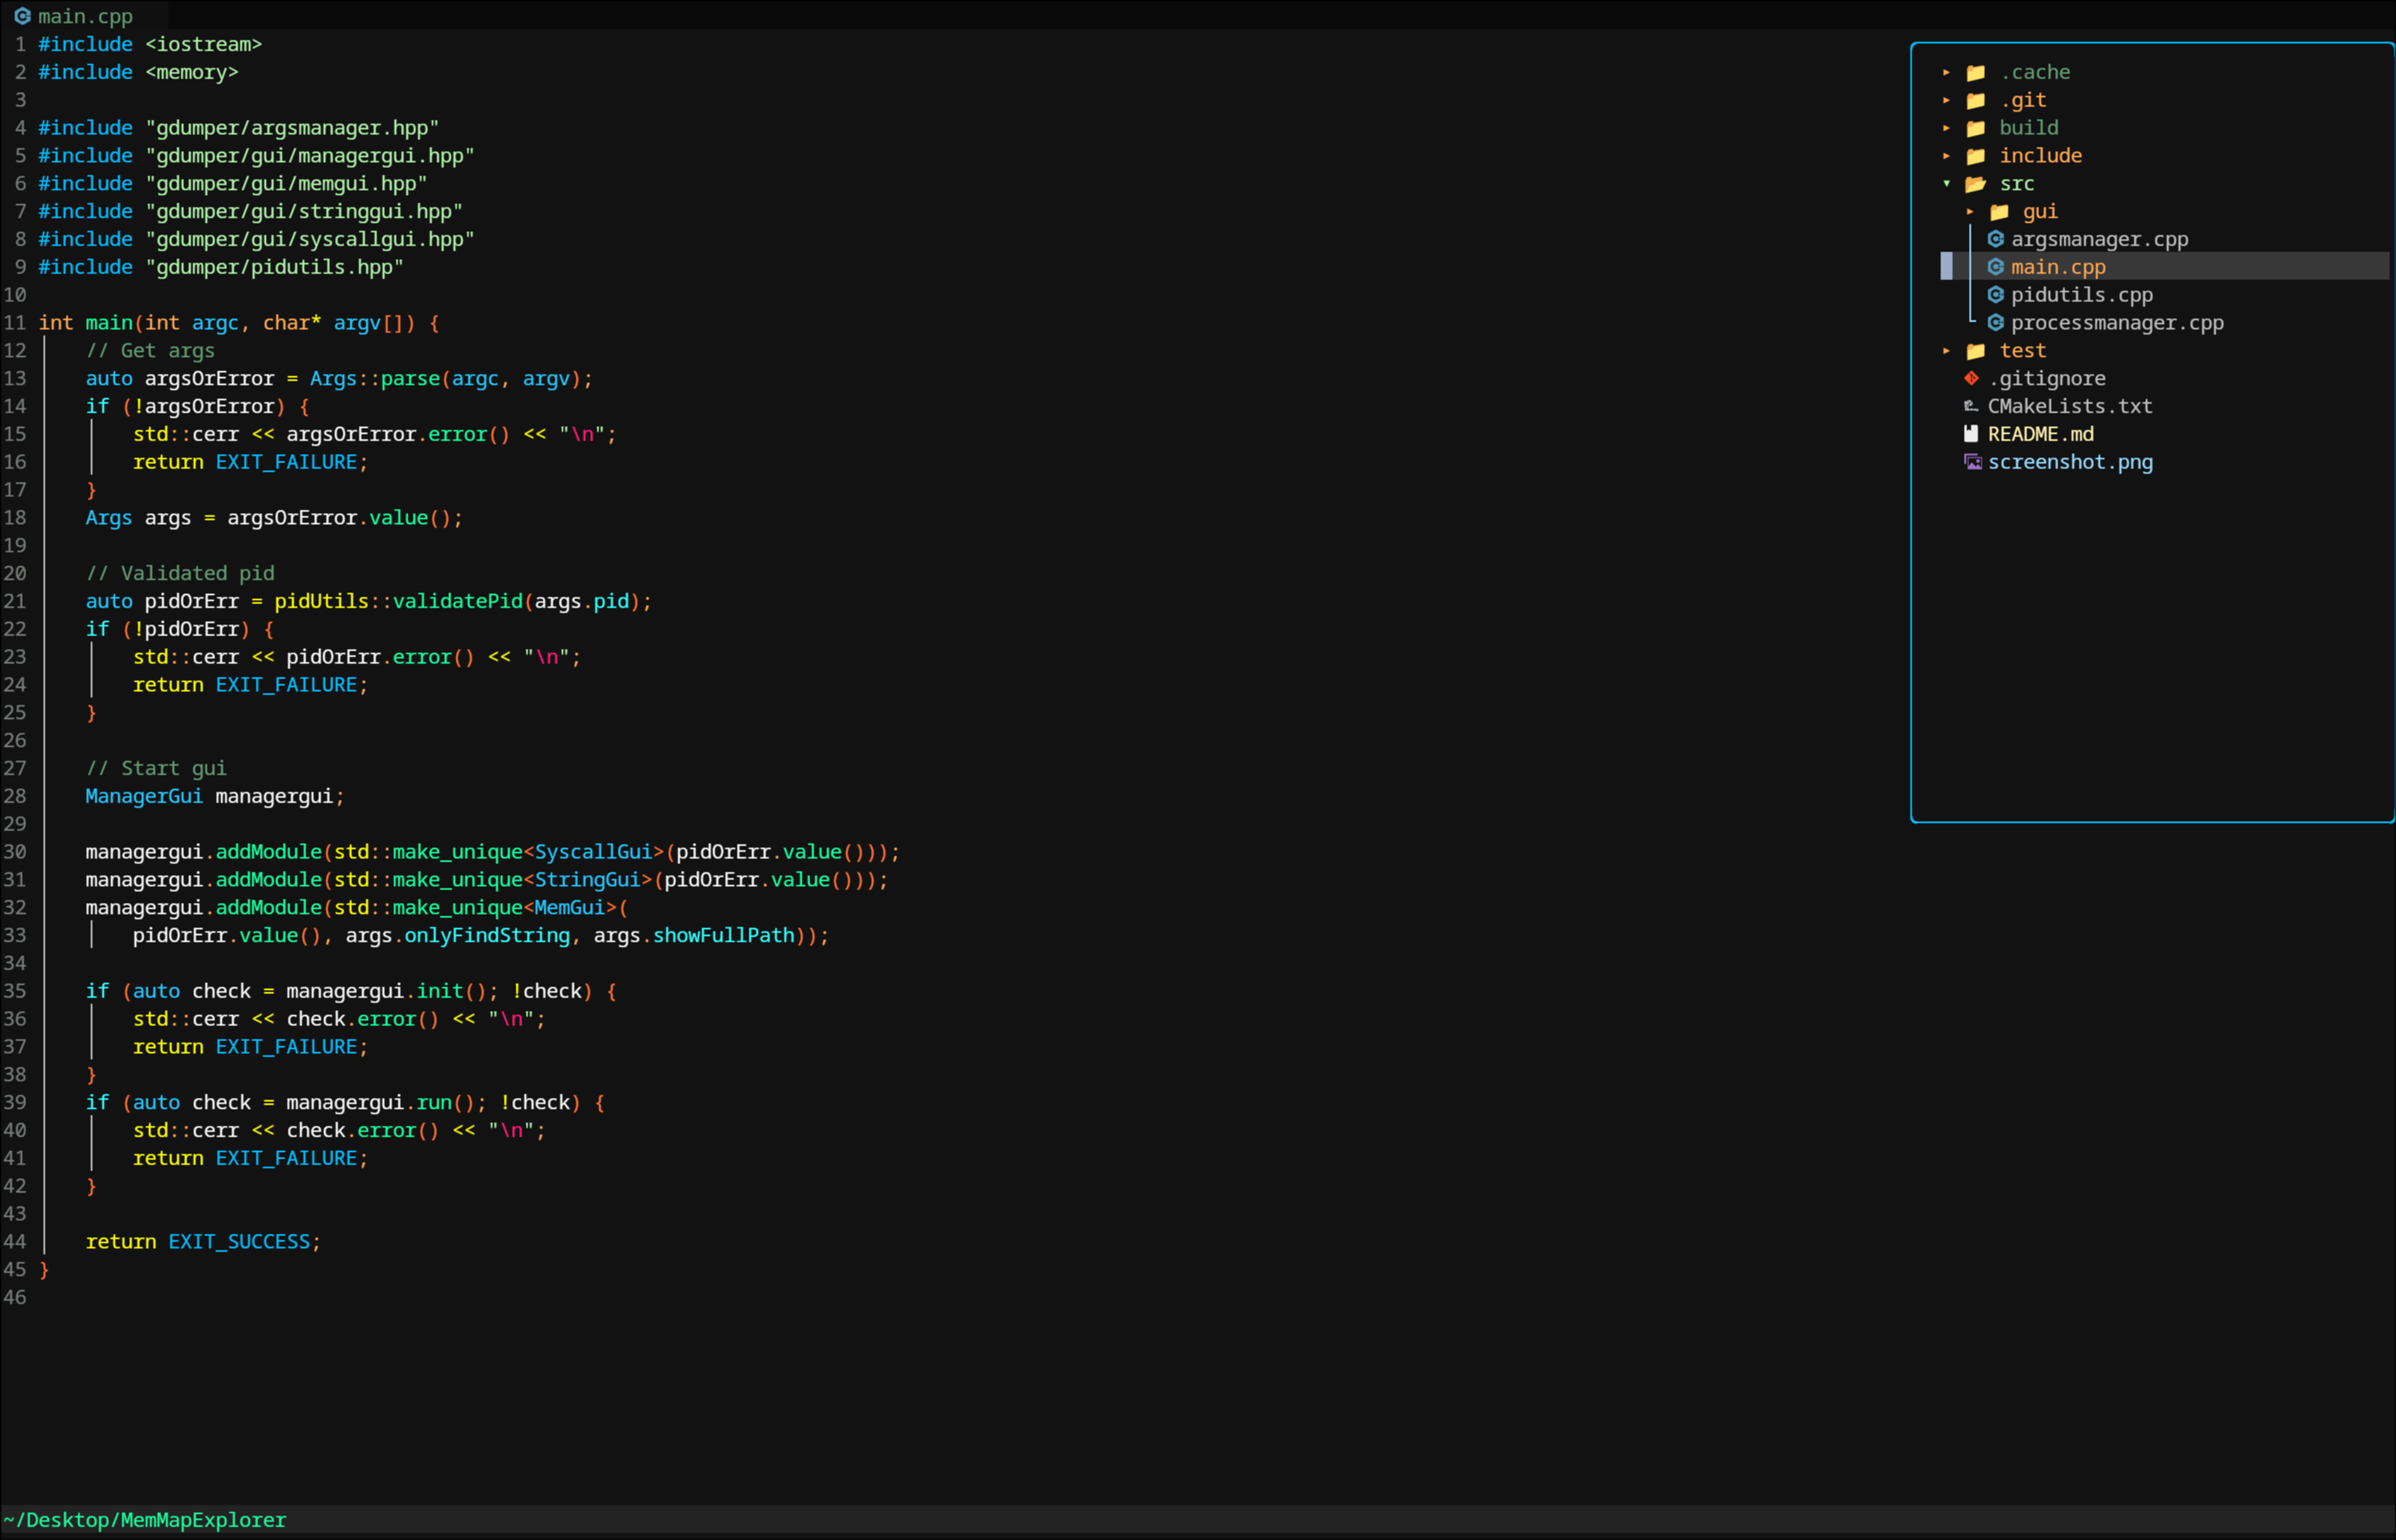 main.cpp
1 #include <iostream>
2 #include <memory>
3
4 #include "gdumper/argsmanager.hpp"
5 #include "gdumper/gui/managergui.hpp"
6 #include "gdumper/gui/memgui.hpp"
7 #include "gdumper/gui/stringgui.hpp"
8 #include "gdumper/gui/syscallgui.hpp"
9 #include "gdumper/pidutils.hpp"
10
11 int main(int argc, char* argv[]) {
12     // Get args
13     auto argsOrError = Args::parse(argc, argv);
14     if (!argsOrError) {
15         std::cerr << argsOrError.error() << "\n";
16         return EXIT_FAILURE;
17     }
18     Args args = argsOrError.value();
19
20     // Validated pid
21     auto pidOrErr = pidUtils::validatePid(args.pid);
22     if (!pidOrErr) {
23         std::cerr << pidOrErr.error() << "\n";
24         return EXIT_FAILURE;
25     }
26
27     // Start gui
28     ManagerGui managergui;
29
30     managergui.addModule(std::make_unique<SyscallGui>(pidOrErr.value()));
31     managergui.addModule(std::make_unique<StringGui>(pidOrErr.value()));
32     managergui.addModule(std::make_unique<MemGui>(
33         pidOrErr.value(), args.onlyFindString, args.showFullPath));
34
35     if (auto check = managergui.init(); !check) {
36         std::cerr << check.error() << "\n";
37         return EXIT_FAILURE;
38     }
39     if (auto check = managergui.run(); !check) {
40         std::cerr << check.error() << "\n";
41         return EXIT_FAILURE;
42     }
43
44     return EXIT_SUCCESS;
45 }
46
.cache
.git
build
include
src
gui
argsmanager.cpp
main.cpp
pidutils.cpp
processmanager.cpp
test
.gitignore
CMakeLists.txt
README.md
screenshot.png
~/Desktop/MemMapExplorer